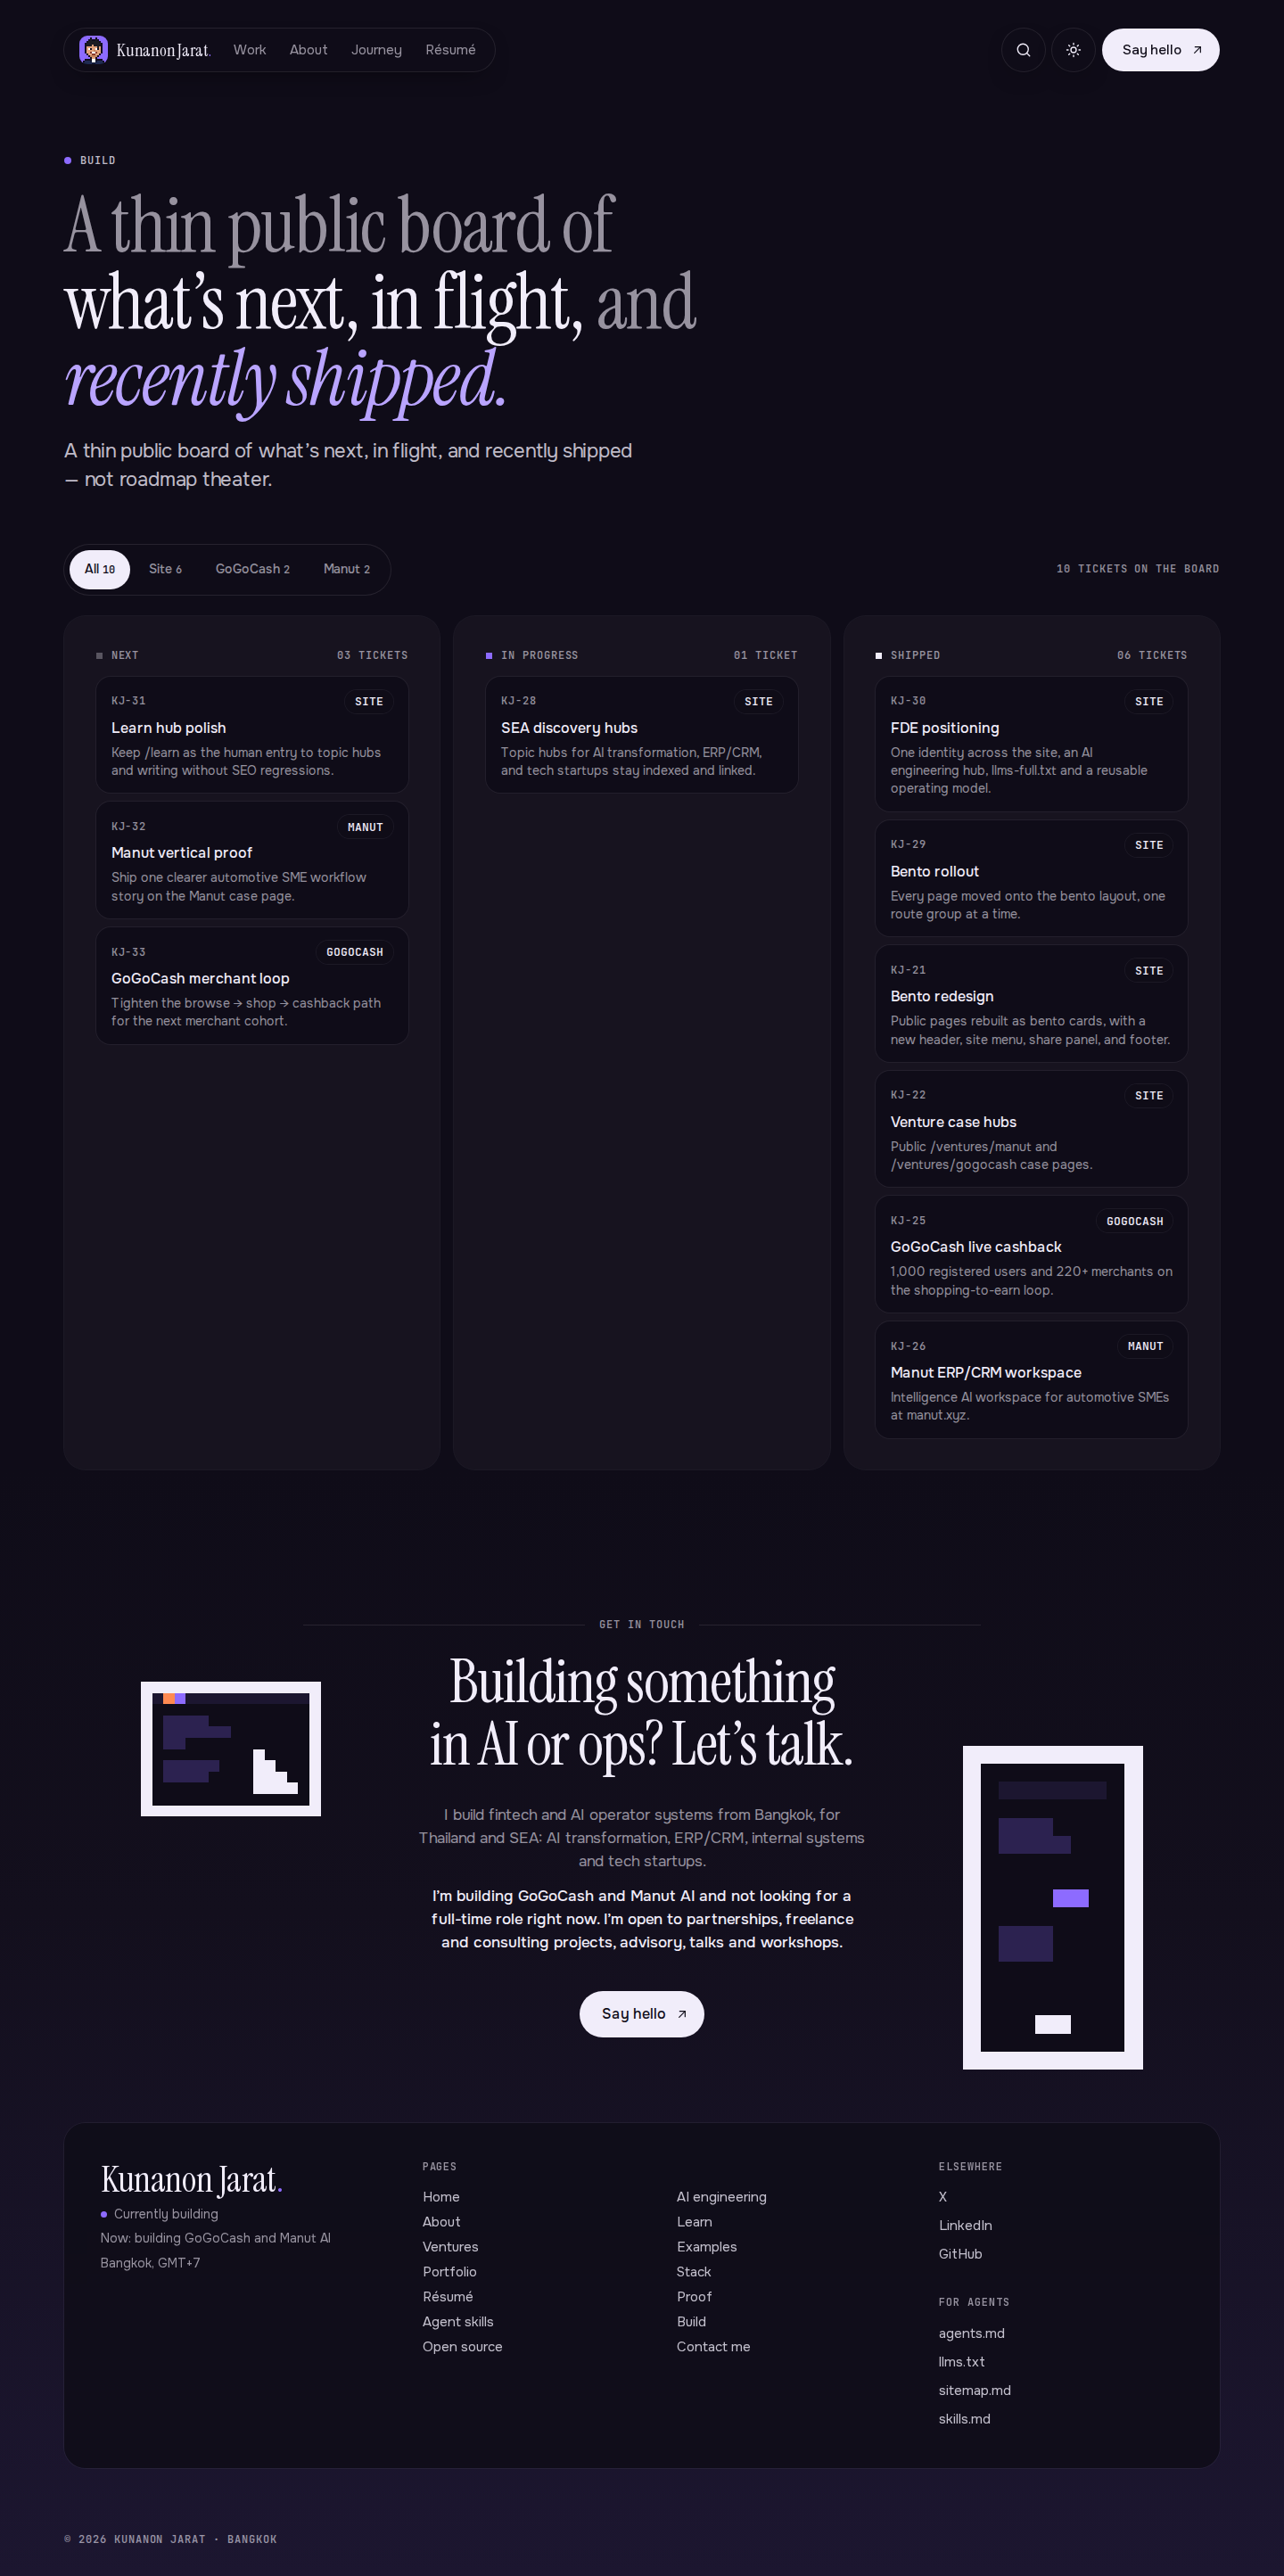 Kunanon Jarat.
Work
About
Journey
Résumé
Say hello
BUILD
A thin public board of
what’s next, in flight, and
recently shipped.
A thin public board of what’s next, in flight, and recently shipped
— not roadmap theater.
All 10
Site 6
GoGoCash 2
Manut 2
10 TICKETS ON THE BOARD
NEXT
03 TICKETS
KJ-31
SITE
Learn hub polish
Keep /learn as the human entry to topic hubs
and writing without SEO regressions.
KJ-32
MANUT
Manut vertical proof
Ship one clearer automotive SME workflow
story on the Manut case page.
KJ-33
GOGOCASH
GoGoCash merchant loop
Tighten the browse → shop → cashback path
for the next merchant cohort.
IN PROGRESS
01 TICKET
KJ-28
SITE
SEA discovery hubs
Topic hubs for AI transformation, ERP/CRM,
and tech startups stay indexed and linked.
SHIPPED
06 TICKETS
KJ-30
SITE
FDE positioning
One identity across the site, an AI
engineering hub, llms-full.txt and a reusable
operating model.
KJ-29
SITE
Bento rollout
Every page moved onto the bento layout, one
route group at a time.
KJ-21
SITE
Bento redesign
Public pages rebuilt as bento cards, with a
new header, site menu, share panel, and footer.
KJ-22
SITE
Venture case hubs
Public /ventures/manut and
/ventures/gogocash case pages.
KJ-25
GOGOCASH
GoGoCash live cashback
1,000 registered users and 220+ merchants on
the shopping-to-earn loop.
KJ-26
MANUT
Manut ERP/CRM workspace
Intelligence AI workspace for automotive SMEs
at manut.xyz.
GET IN TOUCH
Building something
in AI or ops? Let’s talk.
I build fintech and AI operator systems from Bangkok, for
Thailand and SEA: AI transformation, ERP/CRM, internal systems
and tech startups.
I’m building GoGoCash and Manut AI and not looking for a
full-time role right now. I’m open to partnerships, freelance
and consulting projects, advisory, talks and workshops.
Say hello
Kunanon Jarat.
Currently building
Now: building GoGoCash and Manut AI
Bangkok, GMT+7
PAGES
Home
About
Ventures
Portfolio
Résumé
Agent skills
Open source
AI engineering
Learn
Examples
Stack
Proof
Build
Contact me
ELSEWHERE
X
LinkedIn
GitHub
FOR AGENTS
agents.md
llms.txt
sitemap.md
skills.md
© 2026 KUNANON JARAT · BANGKOK